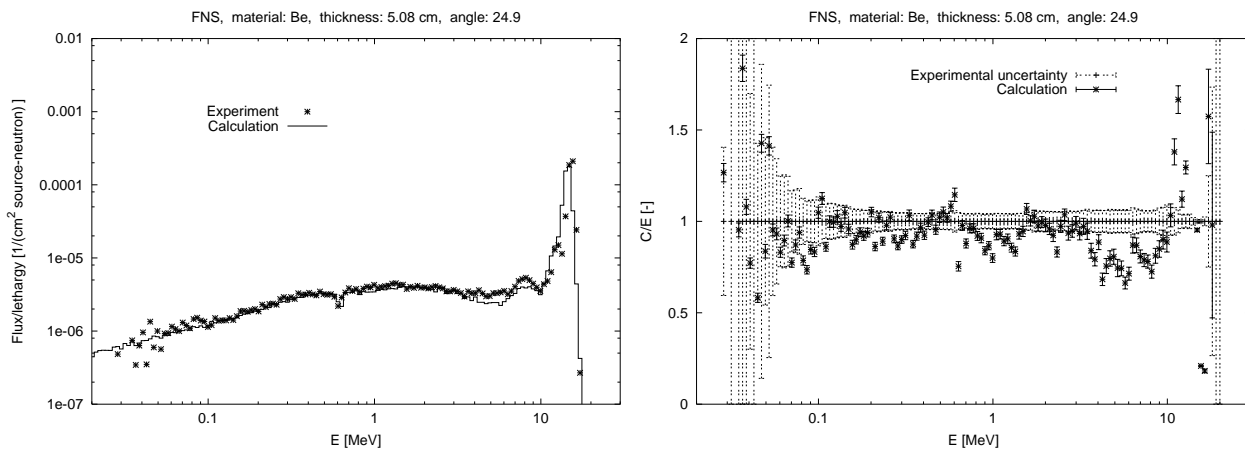 FNS, material: Be, thickness: 5.08 cm, angle: 24.9
0.01
0.001
0.0001
1e-05
1e-06
1e-07
Flux/lethargy [1/(cm² source-neutron) ]
Experiment
Calculation
0.1 1 10
E [MeV]
FNS, material: Be, thickness: 5.08 cm, angle: 24.9
2
1.5
1
0.5
0
C/E [-]
Experimental uncertainty
Calculation
0.1 1 10
E [MeV]